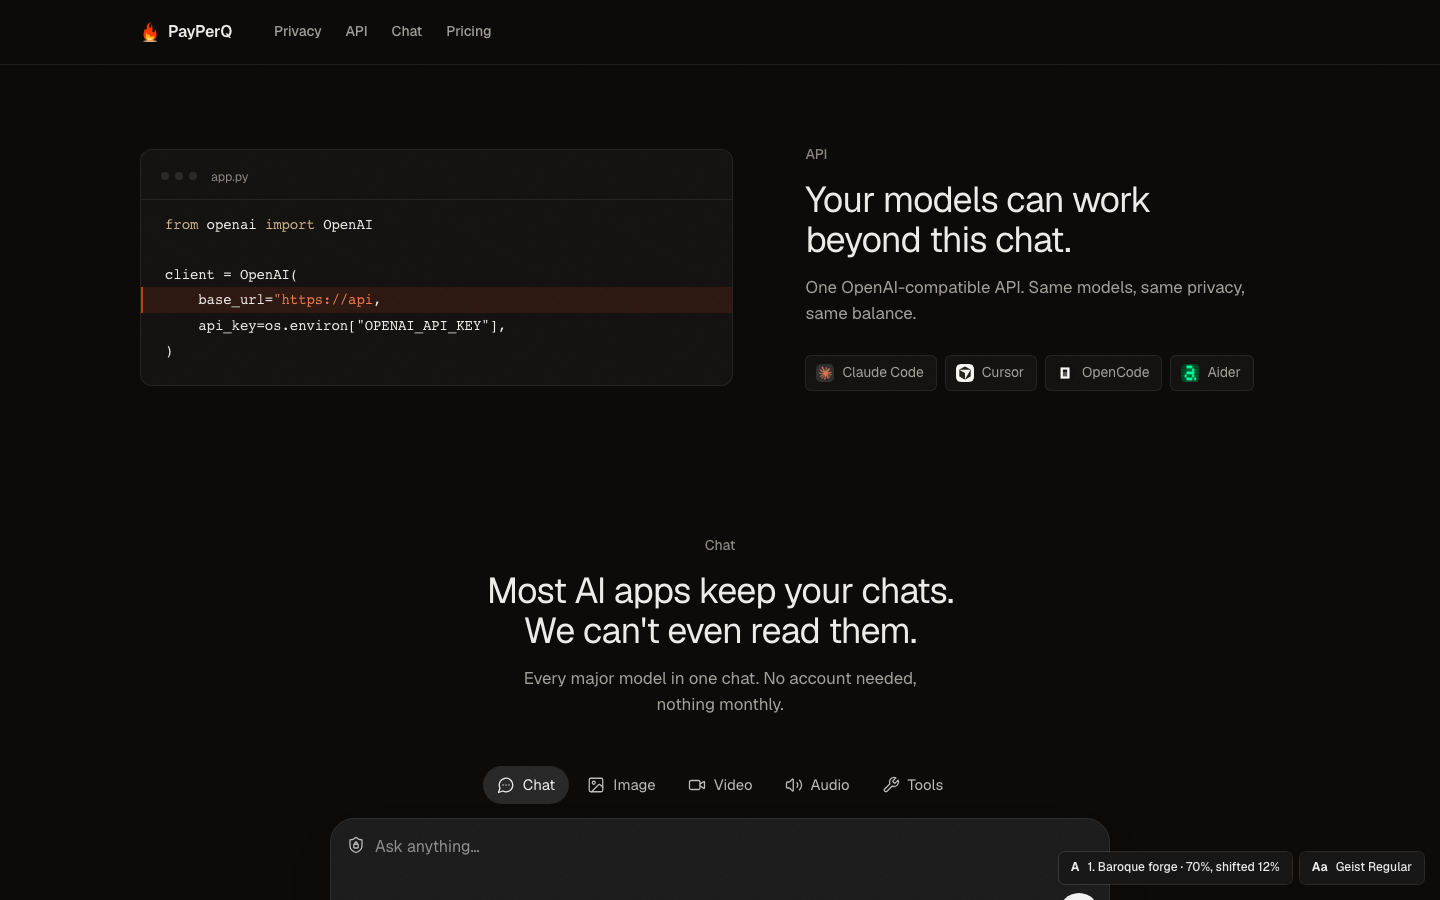 PayPerQ
Privacy
API
Chat
Pricing
app.py
from openai import OpenAI
client = OpenAI(
base_url="https://api,
api_key=os.environ["OPENAI_API_KEY"],
)
API
Your models can work
beyond this chat.
One OpenAI-compatible API. Same models, same privacy,
same balance.
Claude Code
Cursor
OpenCode
Aider
Chat
Most AI apps keep your chats.
We can't even read them.
Every major model in one chat. No account needed,
nothing monthly.
Chat
Image
Video
Audio
Tools
Ask anything...
A 1. Baroque forge · 70%, shifted 12%
Aa Geist Regular